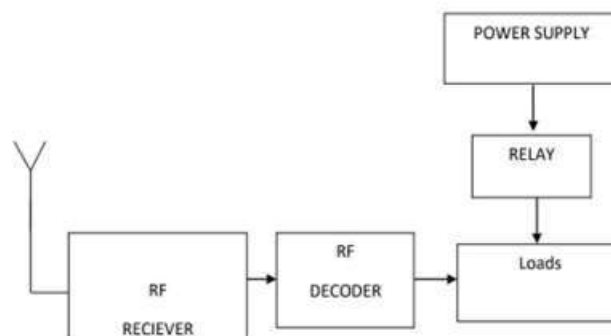 POWER SUPPLY
RELAY
RF
DECODER
Loads
RF
RECIEVER